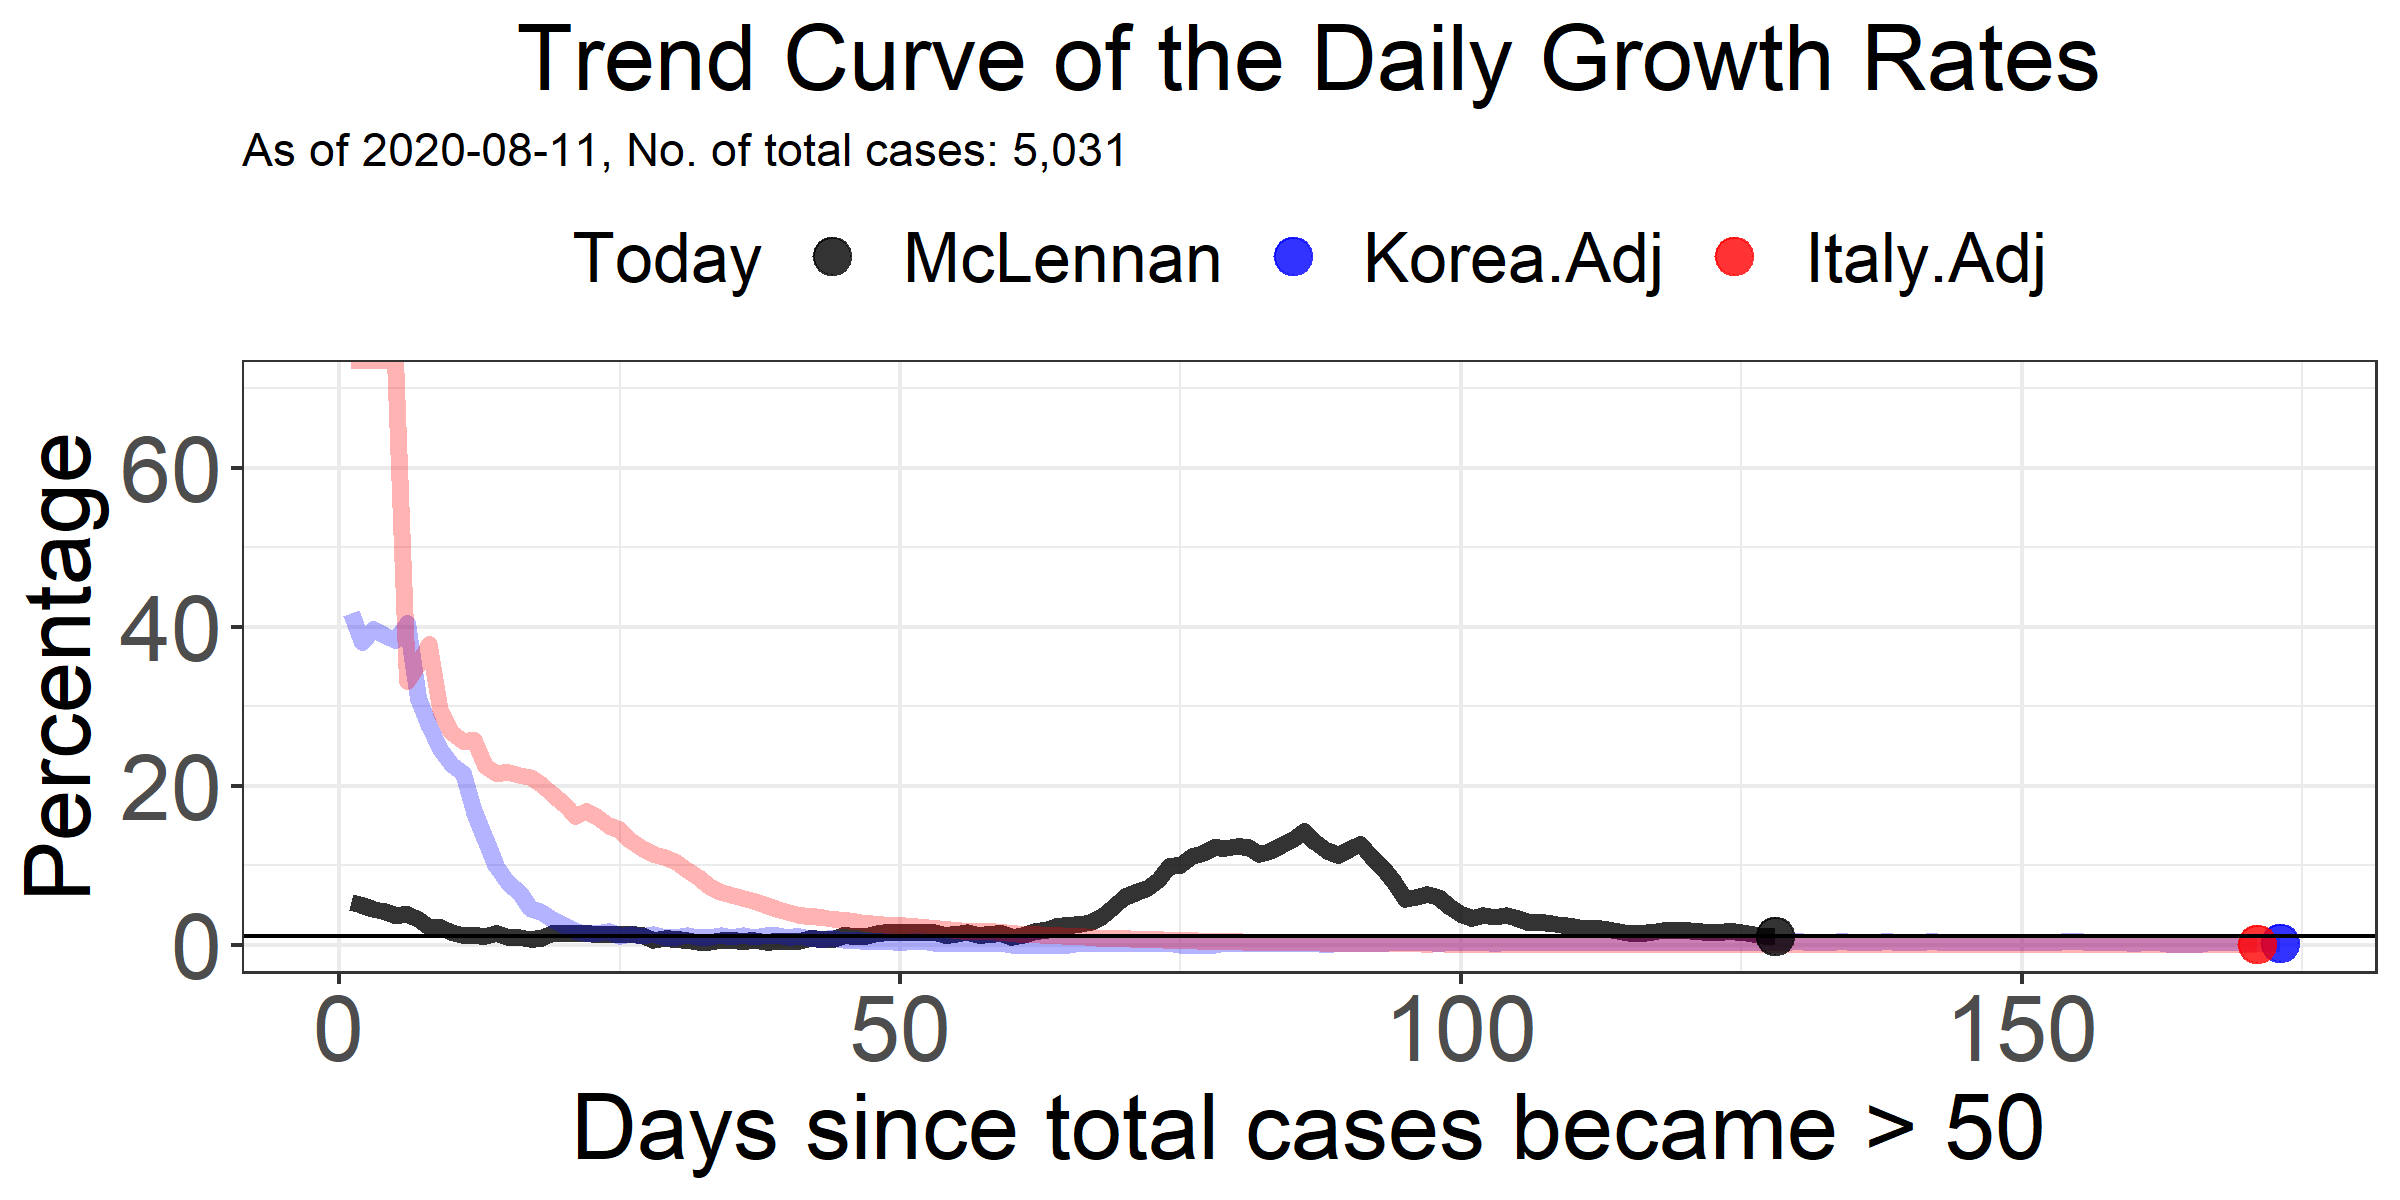 Trend Curve of the Daily Growth Rates
As of 2020-08-11, No. of total cases: 5,031
Today McLennan Korea.Adj Italy.Adj
Percentage
60
40
20
0
0 50 100 150
Days since total cases became > 50